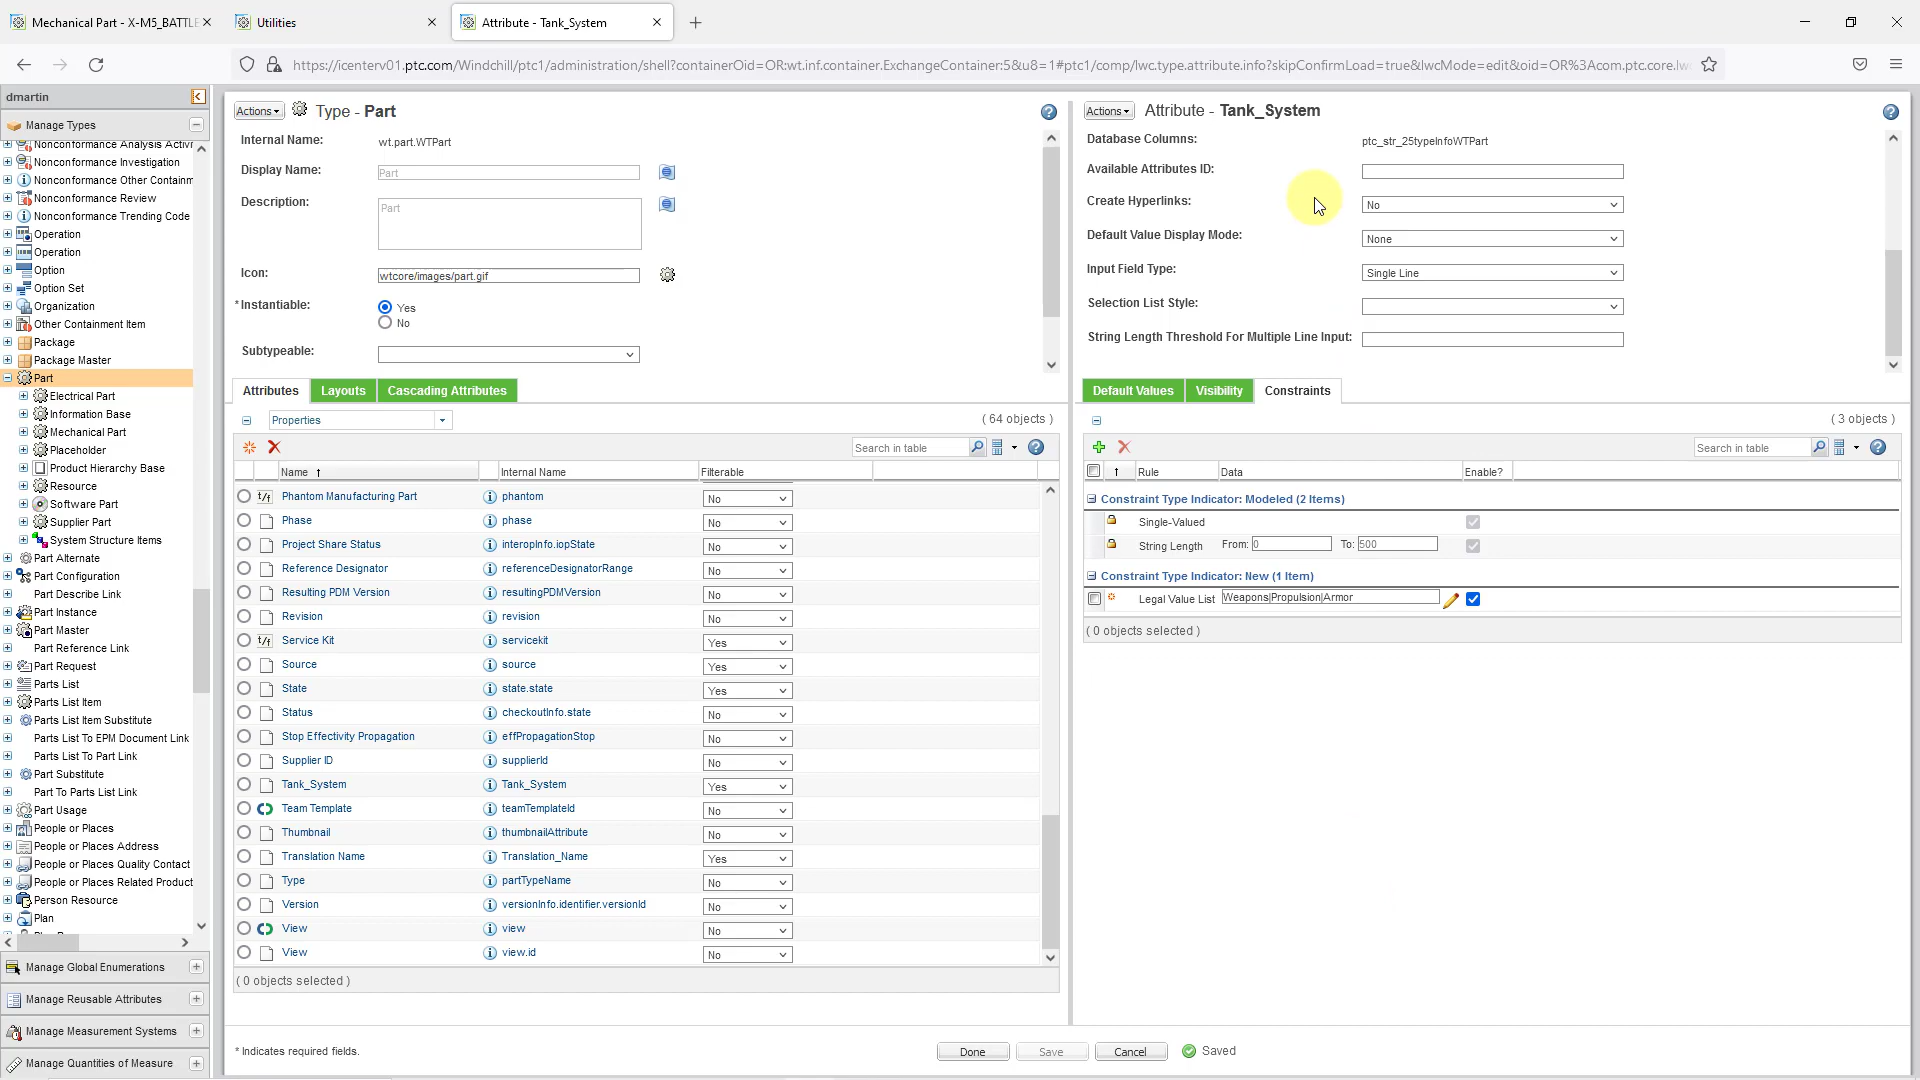 Mechanical Part - X-M5_BATTLE
Utilities
Attribute - Tank_System
https://icenterv01.ptc.com/Windchill/ptc1/administration/shell?containerOid=OR:wt.inf.container.ExchangeContainer:5&u8=1#ptc1/comp/lwc.type.attribute.info?skipConfirmLoad=true&lwcMode=edit&oid=OR%3Acom.ptc.core.lwc
dmartin
Manage Types
Nonconformance Analysis Activi
Nonconformance Investigation
Nonconformance Other Containm
Nonconformance Review
Nonconformance Trending Code
Operation
Operation
Option
Option Set
Organization
Other Containment Item
Package
Package Master
Part
Electrical Part
Information Base
Mechanical Part
Placeholder
Product Hierarchy Base
Resource
Software Part
Supplier Part
System Structure Items
Part Alternate
Part Configuration
Part Describe Link
Part Instance
Part Master
Part Reference Link
Part Request
Parts List
Parts List Item
Parts List Item Substitute
Parts List To EPM Document Link
Parts List To Part Link
Part Substitute
Part To Parts List Link
Part Usage
People or Places
People or Places Address
People or Places Quality Contact
People or Places Related Product
Person Resource
Plan
Manage Global Enumerations
Manage Reusable Attributes
Manage Measurement Systems
Manage Quantities of Measure
Actions Type - Part
Internal Name: wt.part.WTPart
Display Name: Part
Description: Part
Icon: wtcore/images/part.gif
*Instantiable: Yes
No
Subtypeable:
Attributes Layouts Cascading Attributes
Properties ( 64 objects )
Search in table
Name Internal Name Filterable
Phantom Manufacturing Part phantom No
Phase phase No
Project Share Status interopInfo.iopState No
Reference Designator referenceDesignatorRange No
Resulting PDM Version resultingPDMVersion No
Revision revision No
Service Kit servicekit Yes
Source source Yes
State state.state Yes
Status checkoutInfo.state No
Stop Effectivity Propagation effPropagationStop No
Supplier ID supplierId No
Tank_System Tank_System Yes
Team Template teamTemplateId No
Thumbnail thumbnailAttribute No
Translation Name Translation_Name Yes
Type partTypeName No
Version versionInfo.identifier.versionId No
View view No
View view.id No
( 0 objects selected )
Actions Attribute - Tank_System
Database Columns: ptc_str_25typeInfoWTPart
Available Attributes ID:
Create Hyperlinks: No
Default Value Display Mode: None
Input Field Type: Single Line
Selection List Style:
String Length Threshold For Multiple Line Input:
Default Values Visibility Constraints
( 3 objects )
Search in table
Rule Data Enable?
Constraint Type Indicator: Modeled (2 Items)
Single-Valued
String Length From: 0 To: 500
Constraint Type Indicator: New (1 Item)
Legal Value List Weapons|Propulsion|Armor
( 0 objects selected )
* Indicates required fields. Done Save Cancel Saved